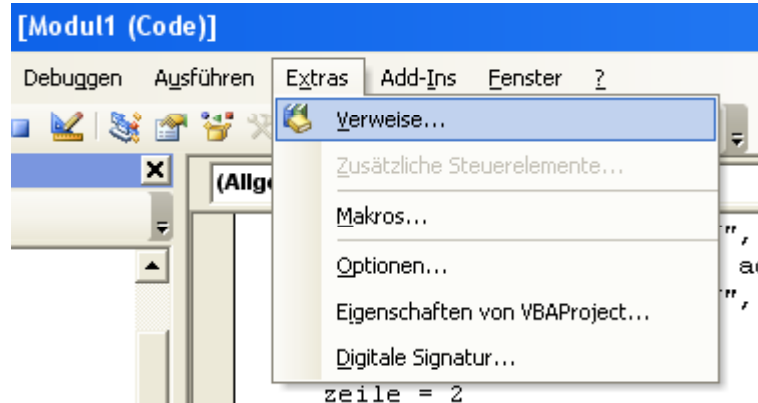 [Modul1 (Code)]
Debuggen Ausführen Extras Add-Ins Fenster ?
Verweise...
Zusätzliche Steuerelemente...
(Allge
Makros...
",
Optionen...
",
Eigenschaften von VBAProject...
Digitale Signatur...
zeile = 2